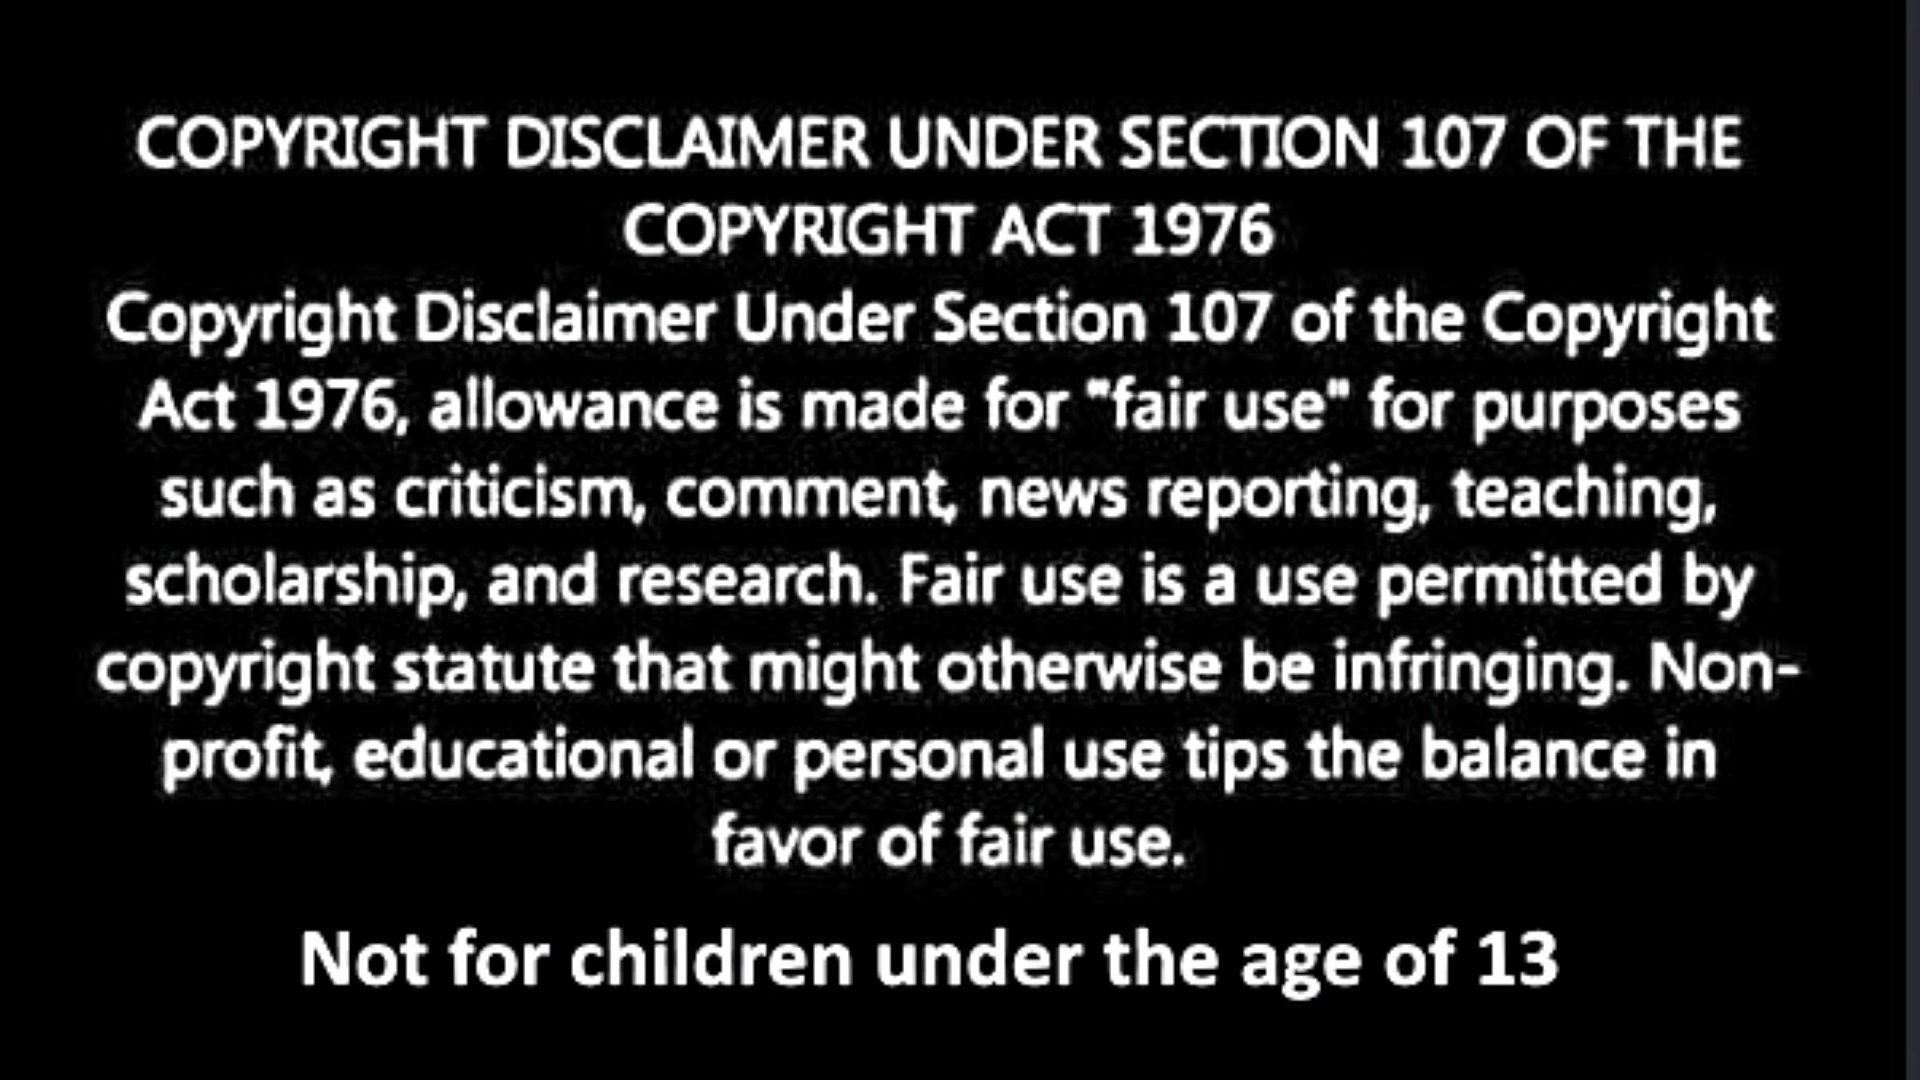 COPYRIGHT DISCLAIMER UNDER SECTION 107 OF THE
COPYRIGHT ACT 1976
Copyright Disclaimer Under Section 107 of the Copyright
Act 1976, allowance is made for "fair use" for purposes
such as criticism, comment, news reporting, teaching,
scholarship, and research. Fair use is a use permitted by
copyright statute that might otherwise be infringing. Non-
profit, educational or personal use tips the balance in
favor of fair use.
Not for children under the age of 13